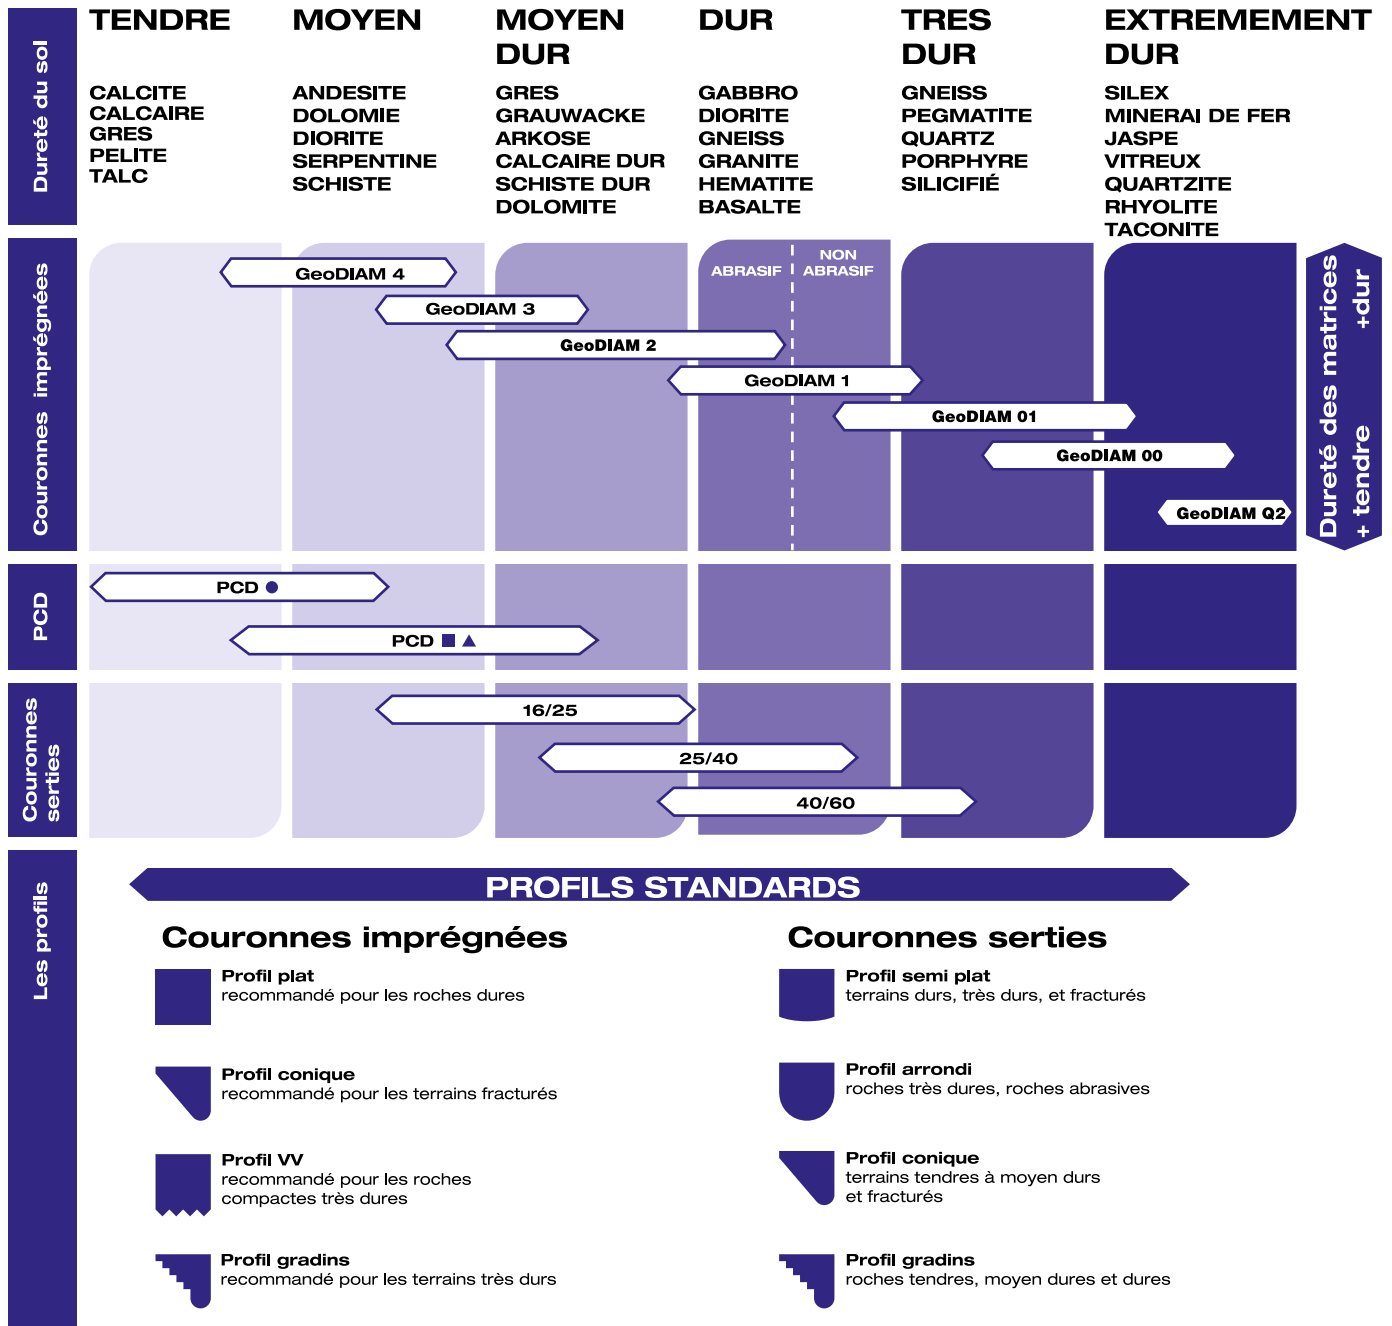 Dureté du sol
TENDRE
CALCITE
CALCAIRE
GRES
PELITE
TALC
MOYEN
ANDESITE
DOLOMIE
DIORITE
SERPENTINE
SCHISTE
MOYEN
DUR
GRES
GRAUWACKE
ARKOSE
CALCAIRE DUR
SCHISTE DUR
DOLOMITE
DUR
GABBRO
DIORITE
GNEISS
GRANITE
HEMATITE
BASALTE
TRES
DUR
GNEISS
PEGMATITE
QUARTZ
PORPHYRE
SILICIFIÉ
EXTREMEMENT
DUR
SILEX
MINERAI DE FER
JASPE
VITREUX
QUARTZITE
RHYOLITE
TACONITE
Couronnes imprégnées
ABRASIF
NON
ABRASIF
GeoDIAM 4
GeoDIAM 3
GeoDIAM 2
GeoDIAM 1
GeoDIAM 01
GeoDIAM 00
GeoDIAM Q2
Dureté des matrices
+ tendre +dur
PCD
PCD
PCD
Couronnes
serties
16/25
25/40
40/60
Les profils
PROFILS STANDARDS
Couronnes imprégnées
Profil plat
recommandé pour les roches dures
Profil conique
recommandé pour les terrains fracturés
Profil VV
recommandé pour les roches
compactes très dures
Profil gradins
recommandé pour les terrains très durs
Couronnes serties
Profil semi plat
terrains durs, très durs, et fracturés
Profil arrondi
roches très dures, roches abrasives
Profil conique
terrains tendres à moyen durs
et fracturés
Profil gradins
roches tendres, moyen dures et dures